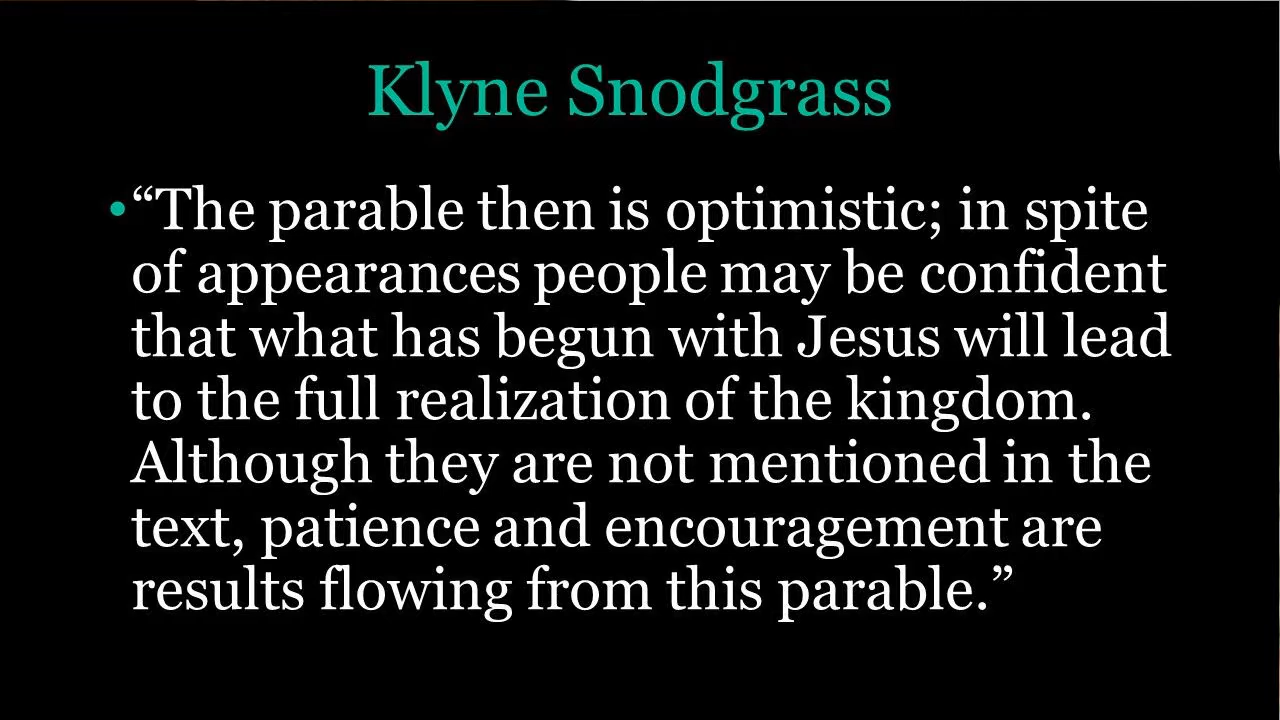 Klyne Snodgrass
•“The parable then is optimistic; in spite
of appearances people may be confident
that what has begun with Jesus will lead
to the full realization of the kingdom.
Although they are not mentioned in the
text, patience and encouragement are
results flowing from this parable.”